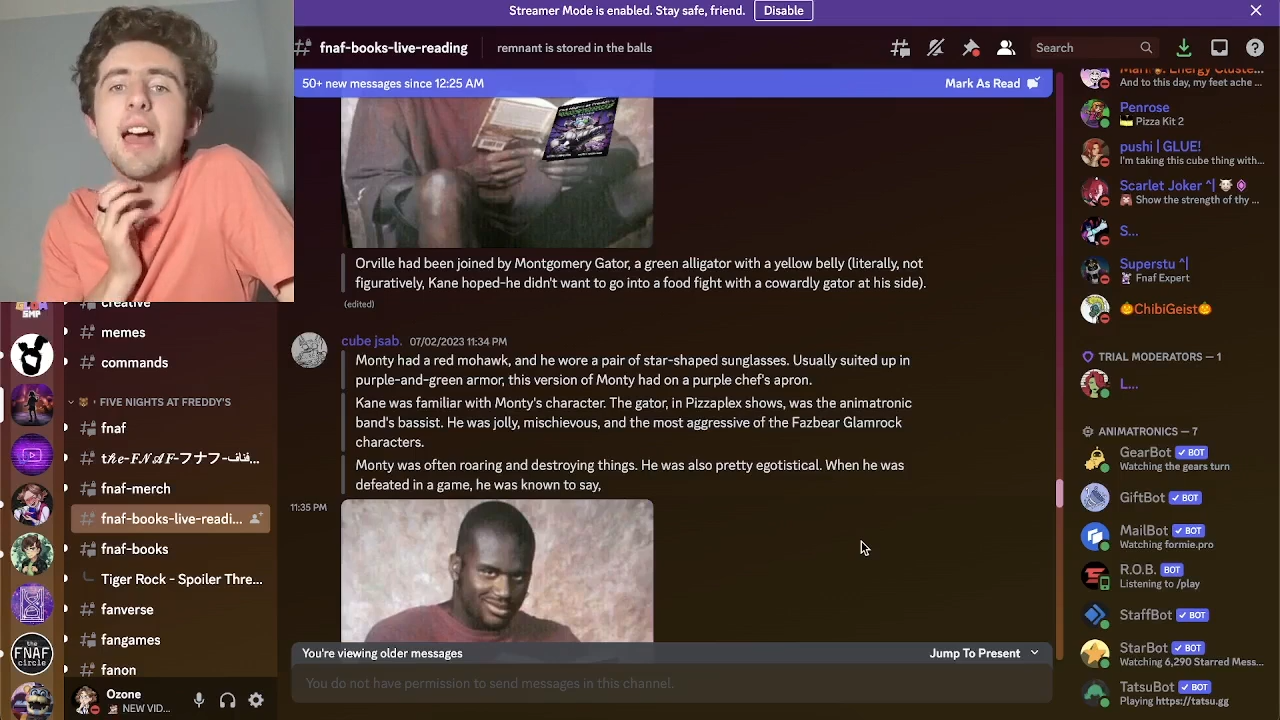 Streamer Mode is enabled. Stay safe, friend. Disable
fnaf-books-live-reading
remnant is stored in the balls
Search
50+ new messages since 12:25 AM
Mark As Read
Orville had been joined by Montgomery Gator, a green alligator with a yellow belly (literally, not
figuratively, Kane hoped-he didn't want to go into a food fight with a cowardly gator at his side).
(edited)
cube jsab. 07/02/2023 11:34 PM
Monty had a red mohawk, and he wore a pair of star-shaped sunglasses. Usually suited up in
purple-and-green armor, this version of Monty had on a purple chef's apron.
Kane was familiar with Monty's character. The gator, in Pizzaplex shows, was the animatronic
band's bassist. He was jolly, mischievous, and the most aggressive of the Fazbear Glamrock
characters.
Monty was often roaring and destroying things. He was also pretty egotistical. When he was
defeated in a game, he was known to say,
11:35 PM
You're viewing older messages
Jump To Present
You do not have permission to send messages in this channel.
SMP
creative
memes
commands
FIVE NIGHTS AT FREDDY'S
fnaf
fnaf-merch
fnaf-books-live-readi...
fnaf-books
Tiger Rock - Spoiler Thre...
fanverse
fangames
fanon
the
FNAF
circle
Ozone
NEW VID...
Energy Cluste...
And to this day, my feet ache ...
Penrose
Pizza Kit 2
pushi | GLUE!
I'm taking this cube thing with...
Scarlet Joker ^|
Show the strength of thy ...
S...
Superstu ^|
Fnaf Expert
🎃ChibiGeist🎃
TRIAL MODERATORS — 1
L...
ANIMATRONICS — 7
GearBot ✓ BOT
Watching the gears turn
GiftBot ✓ BOT
MailBot ✓ BOT
Watching formie.pro
R.O.B. BOT
Listening to /play
StaffBot ✓ BOT
StarBot ✓ BOT
Watching 6,290 Starred Mess...
TatsuBot ✓ BOT
Playing https://tatsu.gg